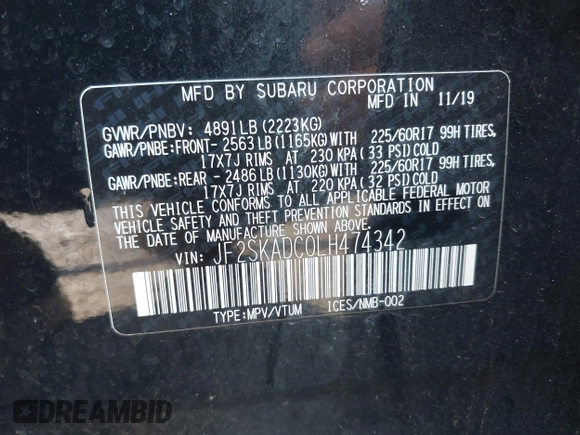 MFD BY SUBARU CORPORATION
MFD IN 11/19
GVWR/PNBV: 4891LB(2223KG)
GAWR/PNBE:FRONT- 2563LB(1165KG)WITH 225/60R17 99H TIRES,
17X7J RIMS AT 230 KPA(33 PSI)COLD
GAWR/PNBE:REAR - 2486LB(1130KG)WITH 225/60R17 99H TIRES,
17X7J RIMS AT 220 KPA(32 PSI)COLD
THIS VEHICLE CONFORMS TO ALL APPLICABLE FEDERAL MOTOR
VEHICLE SAFETY AND THEFT PREVENTION STANDARDS IN EFFECT ON
THE DATE OF MANUFACTURE SHOWN ABOVE.
VIN: JF2SKADC0LH474342
TYPE:MPV/VTUM ICES/NMB-002
DREAMBID